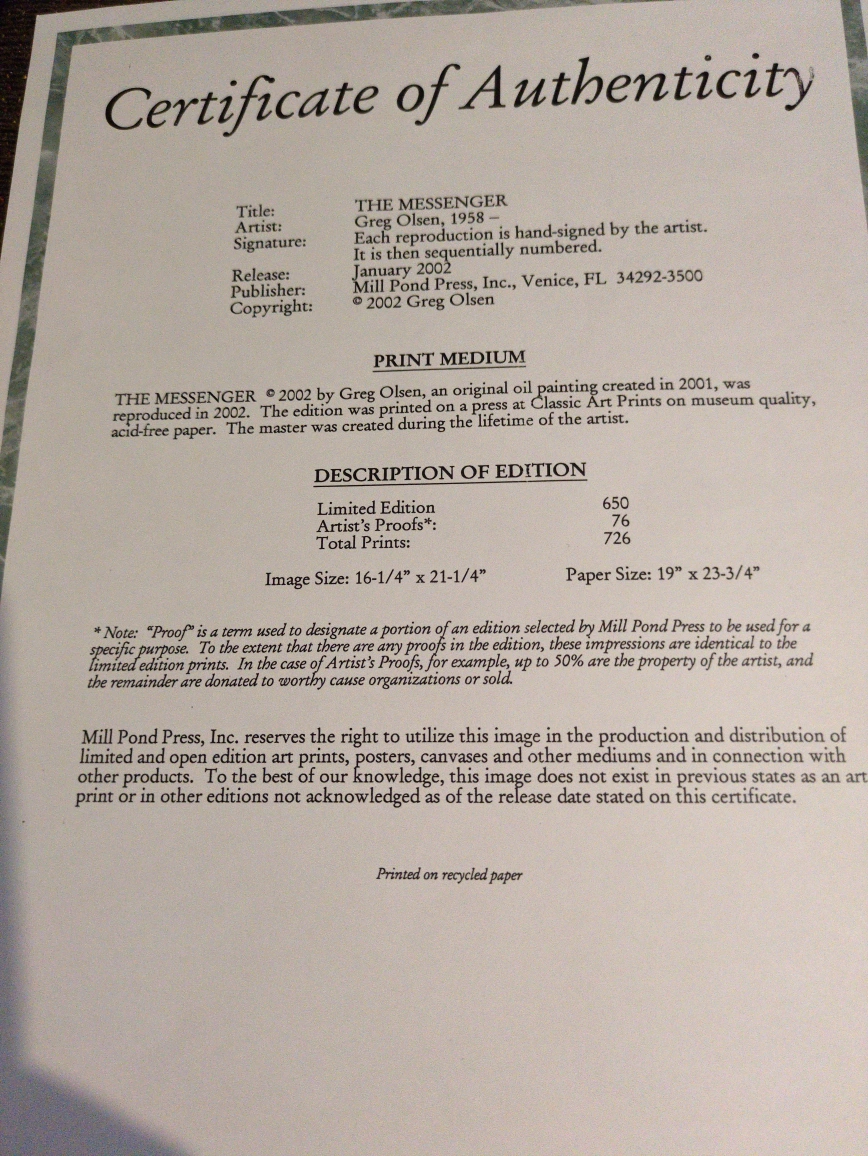 Certificate of Authenticity
Title: THE MESSENGER
Artist: Greg Olsen, 1958 –
Signature: Each reproduction is hand-signed by the artist.
It is then sequentially numbered.
Release: January 2002
Publisher: Mill Pond Press, Inc., Venice, FL 34292-3500
Copyright: © 2002 Greg Olsen
PRINT MEDIUM
THE MESSENGER © 2002 by Greg Olsen, an original oil painting created in 2001, was
reproduced in 2002. The edition was printed on a press at Classic Art Prints on museum quality,
acid-free paper. The master was created during the lifetime of the artist.
DESCRIPTION OF EDITION
Limited Edition 650
Artist's Proofs*: 76
Total Prints: 726
Image Size: 16-1/4" x 21-1/4" Paper Size: 19" x 23-3/4"
* Note: "Proof" is a term used to designate a portion of an edition selected by Mill Pond Press to be used for a
specific purpose. To the extent that there are any proofs in the edition, these impressions are identical to the
limited edition prints. In the case of Artist's Proofs, for example, up to 50% are the property of the artist, and
the remainder are donated to worthy cause organizations or sold.
Mill Pond Press, Inc. reserves the right to utilize this image in the production and distribution of
limited and open edition art prints, posters, canvases and other mediums and in connection with
other products. To the best of our knowledge, this image does not exist in previous states as an art
print or in other editions not acknowledged as of the release date stated on this certificate.
Printed on recycled paper